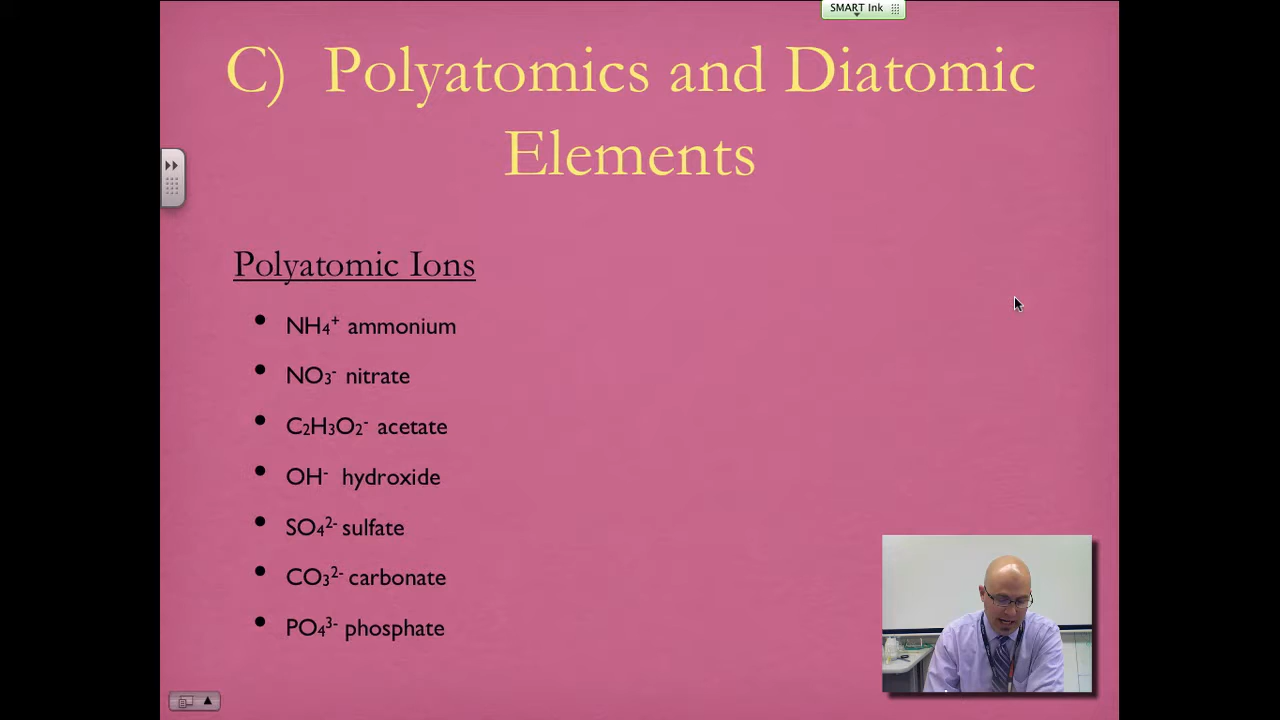 SMART Ink
C) Polyatomics and Diatomic
Elements
Polyatomic Ions
• NH₄⁺ ammonium
• NO₃⁻ nitrate
• C₂H₃O₂⁻ acetate
• OH⁻ hydroxide
• SO₄²⁻ sulfate
• CO₃²⁻ carbonate
• PO₄³⁻ phosphate